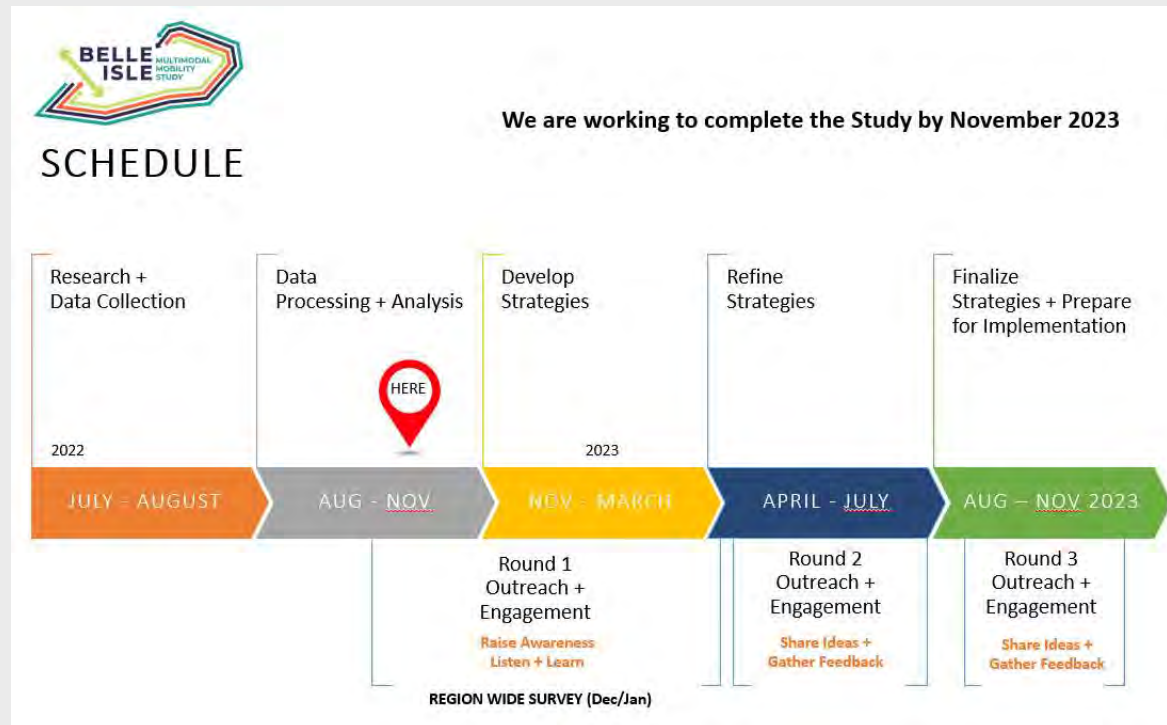 BELLE
ISLE
MULTIMODAL
MOBILITY
STUDY
We are working to complete the Study by November 2023
SCHEDULE
Research +
Data Collection
Data
Processing + Analysis
Develop
Strategies
Refine
Strategies
Finalize
Strategies + Prepare
for Implementation
HERE
2022
2023
JULY - AUGUST
AUG - NOV
NOV - MARCH
APRIL - JULY
AUG – NOV 2023
Round 1
Outreach +
Engagement
Raise Awareness
Listen + Learn
Round 2
Outreach +
Engagement
Share Ideas +
Gather Feedback
Round 3
Outreach +
Engagement
Share Ideas +
Gather Feedback
REGION WIDE SURVEY (Dec/Jan)